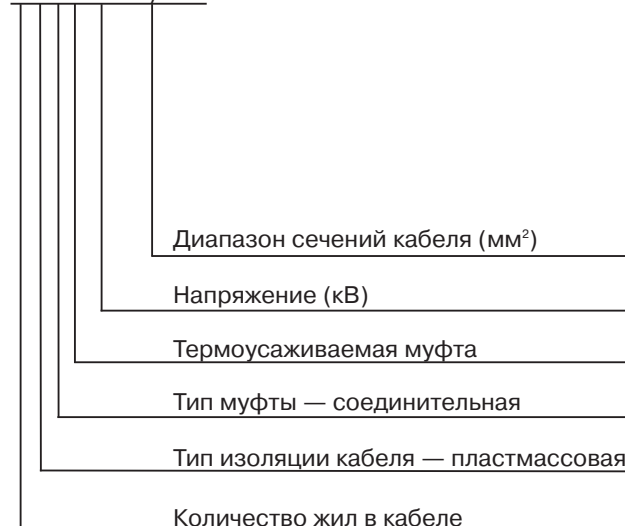 Диапазон сечений кабеля (мм²)
Напряжение (кВ)
Термоусаживаемая муфта
Тип муфты — соединительная
Тип изоляции кабеля — пластмассовая
Количество жил в кабеле